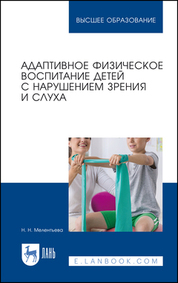 ВЫСШЕЕ ОБРАЗОВАНИЕ
АДАПТИВНОЕ ФИЗИЧЕСКОЕ
ВОСПИТАНИЕ ДЕТЕЙ
С НАРУШЕНИЕМ ЗРЕНИЯ
И СЛУХА
Н. Н. Мелентьева
ЛАНЬ
E.LANBOOK.COM